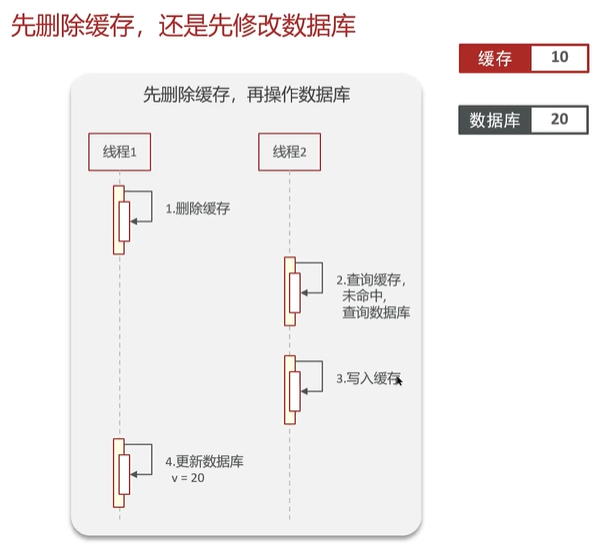 先删除缓存，还是先修改数据库
缓存 10
数据库 20
先删除缓存，再操作数据库
线程1 线程2
1.删除缓存
2.查询缓存，
未命中，
查询数据库
3.写入缓存
4.更新数据库
v = 20